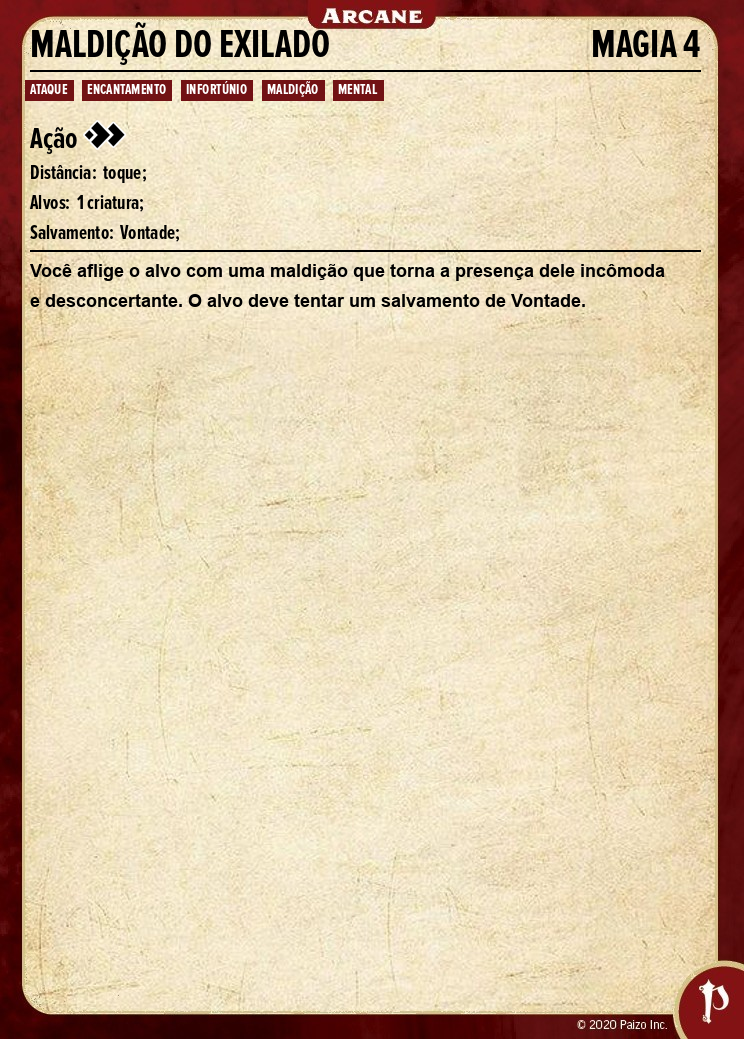 ARCANE
MALDIÇÃO DO EXILADO MAGIA 4
ATAQUE ENCANTAMENTO INFORTÚNIO MALDIÇÃO MENTAL
Ação
Distância: toque;
Alvos: 1 criatura;
Salvamento: Vontade;
Você aflige o alvo com uma maldição que torna a presença dele incômoda
e desconcertante. O alvo deve tentar um salvamento de Vontade.
© 2020 Paizo Inc.
P